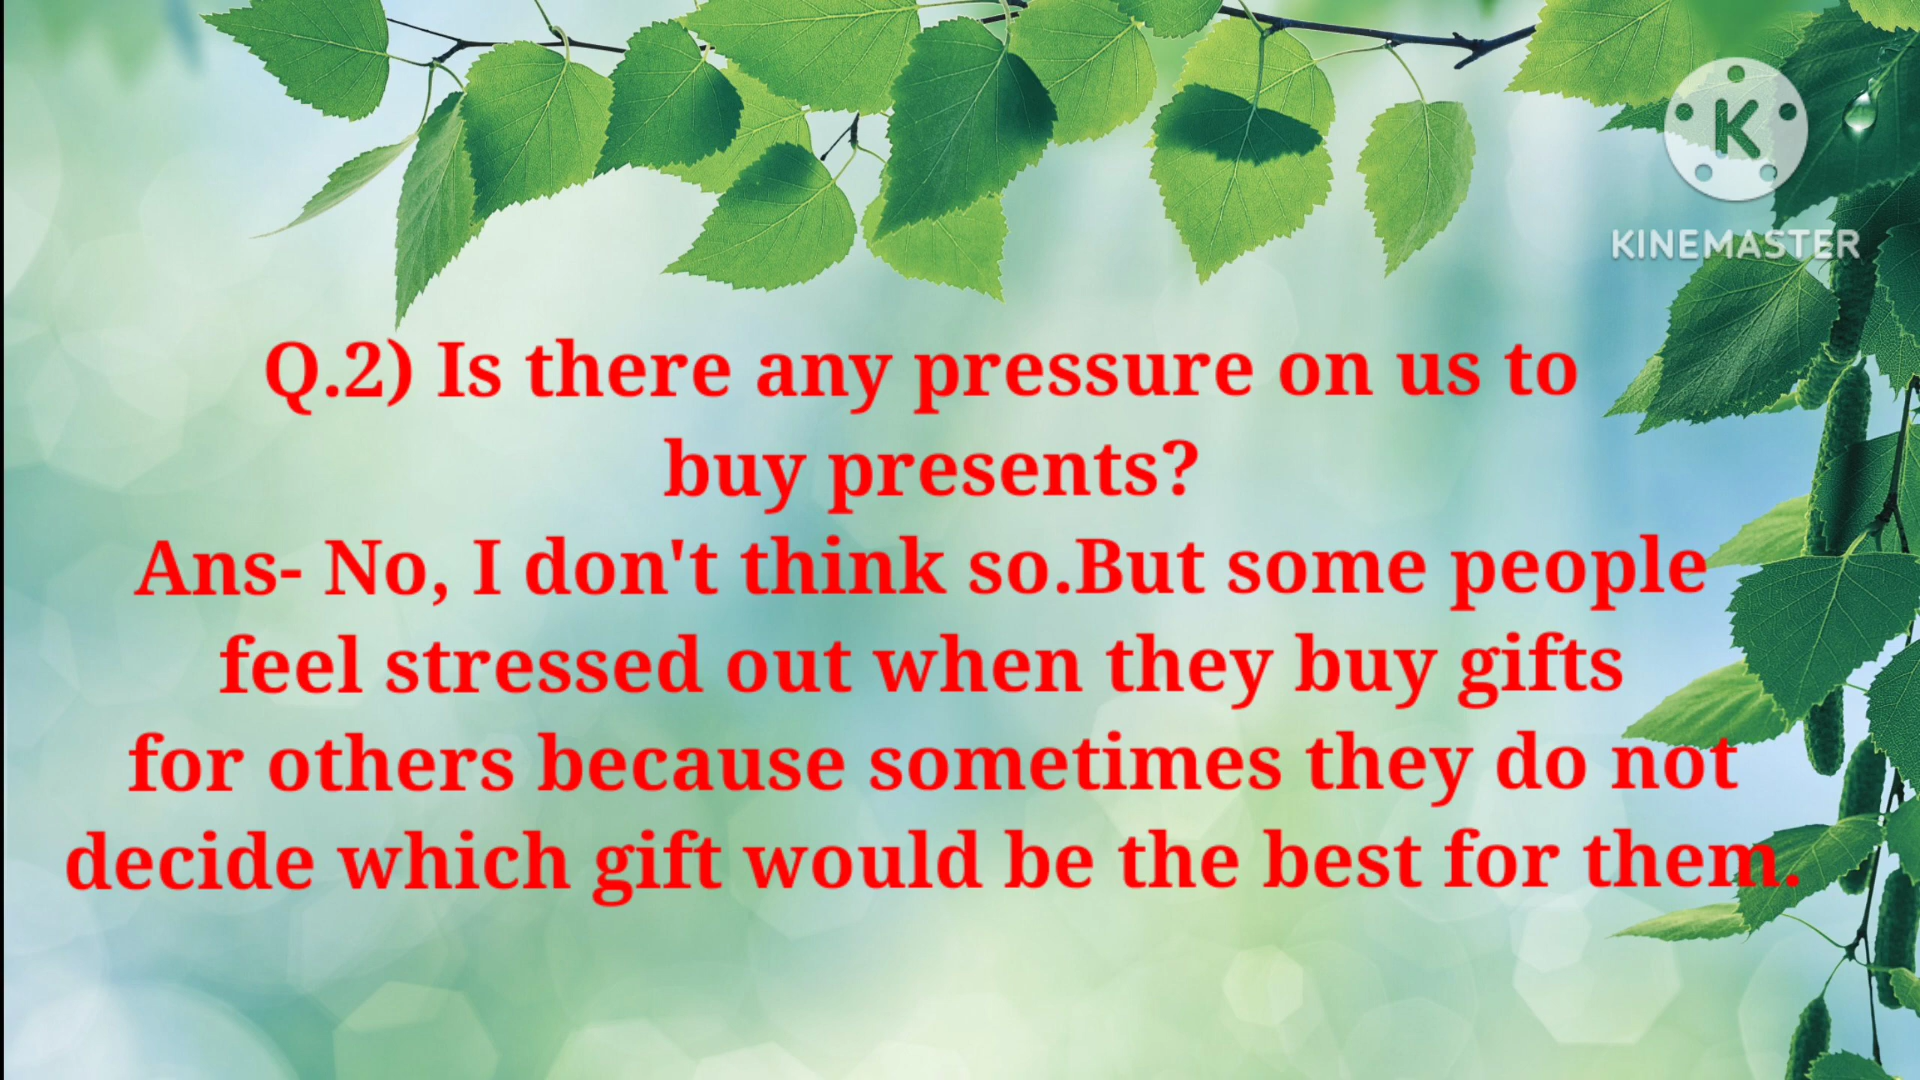 K
KINEMASTER
Q.2) Is there any pressure on us to
buy presents?
Ans- No, I don't think so.But some people
feel stressed out when they buy gifts
for others because sometimes they do not
decide which gift would be the best for them.